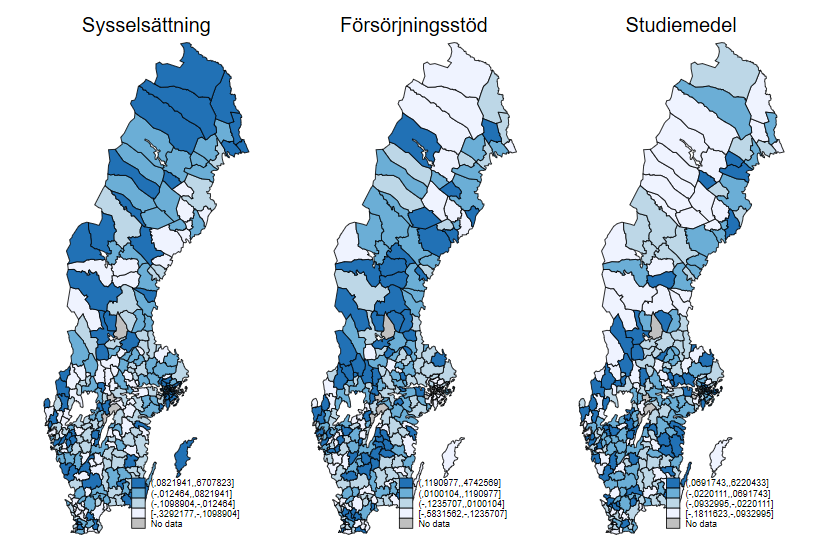 Sysselsättning
Försörjningsstöd
Studiemedel
(,0821941,,6707823]
(-,012464,,0821941]
(-,1098904,-,012464]
[-,3292177,-,1098904]
No data
(,1190977,,4742569]
(,0100104,,1190977]
(-,1235707,,0100104]
[-,5831562,-,1235707]
No data
(,0691743,,6220433]
(-,0220111,,0691743]
(-,0932995,-,0220111]
[-,1811623,-,0932995]
No data